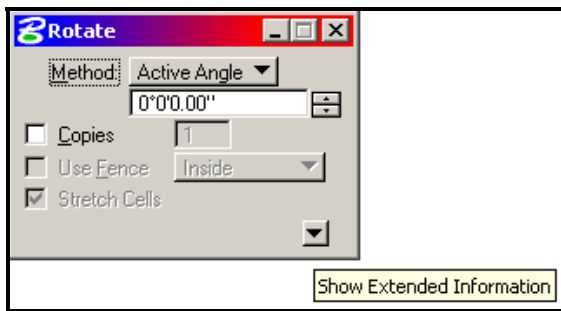 Rotate
Method: Active Angle
0°0'0.00"
Copies 1
Use Fence Inside
Stretch Cells
Show Extended Information